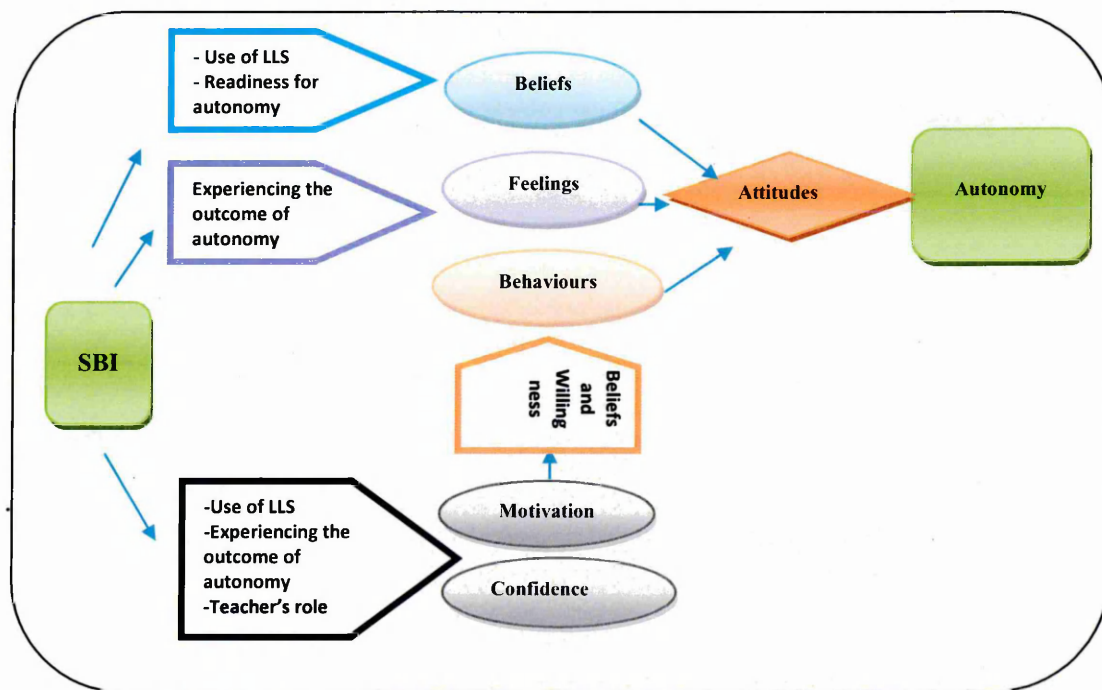 - Use of LLS
- Readiness for
autonomy
Beliefs
Experiencing the
outcome of
autonomy
Feelings
Attitudes
Autonomy
Behaviours
SBI
Beliefs
and
Willing
ness
-Use of LLS
-Experiencing the
outcome of
autonomy
-Teacher's role
Motivation
Confidence